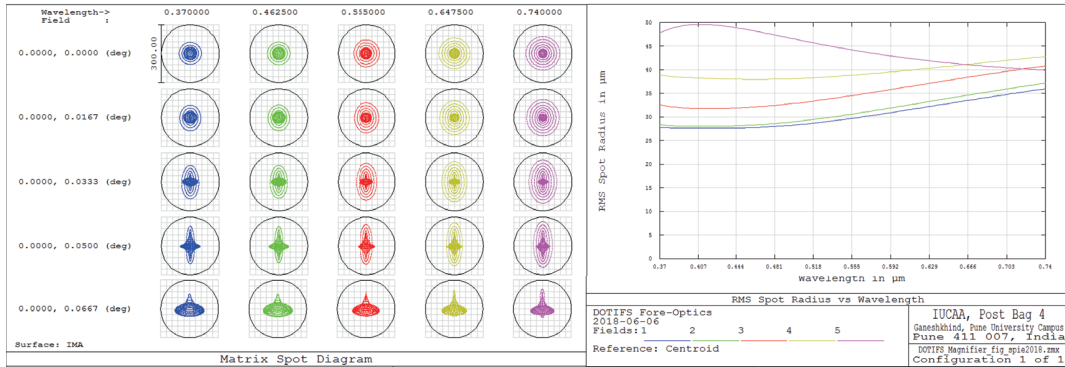 Wavelength-> 0.370000 0.462500 0.555000 0.647500 0.740000
Field :
0.0000, 0.0000 (deg)
300.00
0.0000, 0.0167 (deg)
0.0000, 0.0333 (deg)
0.0000, 0.0500 (deg)
0.0000, 0.0667 (deg)
Surface: IMA
Matrix Spot Diagram
RMS Spot Radius in µm
50
45
40
35
30
25
20
15
10
5
0
0.37 0.407 0.444 0.481 0.518 0.555 0.592 0.629 0.666 0.703 0.74
Wavelength in µm
RMS Spot Radius vs Wavelength
DOTIFS Fore-Optics
2018-06-06
Fields:1 2 3 4 5
Reference: Centroid
IUCAA, Post Bag 4
Ganeshkhind, Pune University Campus
Pune 411 007, India
DOTIFS_Magnifier_fig_spie2018.zmx
Configuration 1 of 1